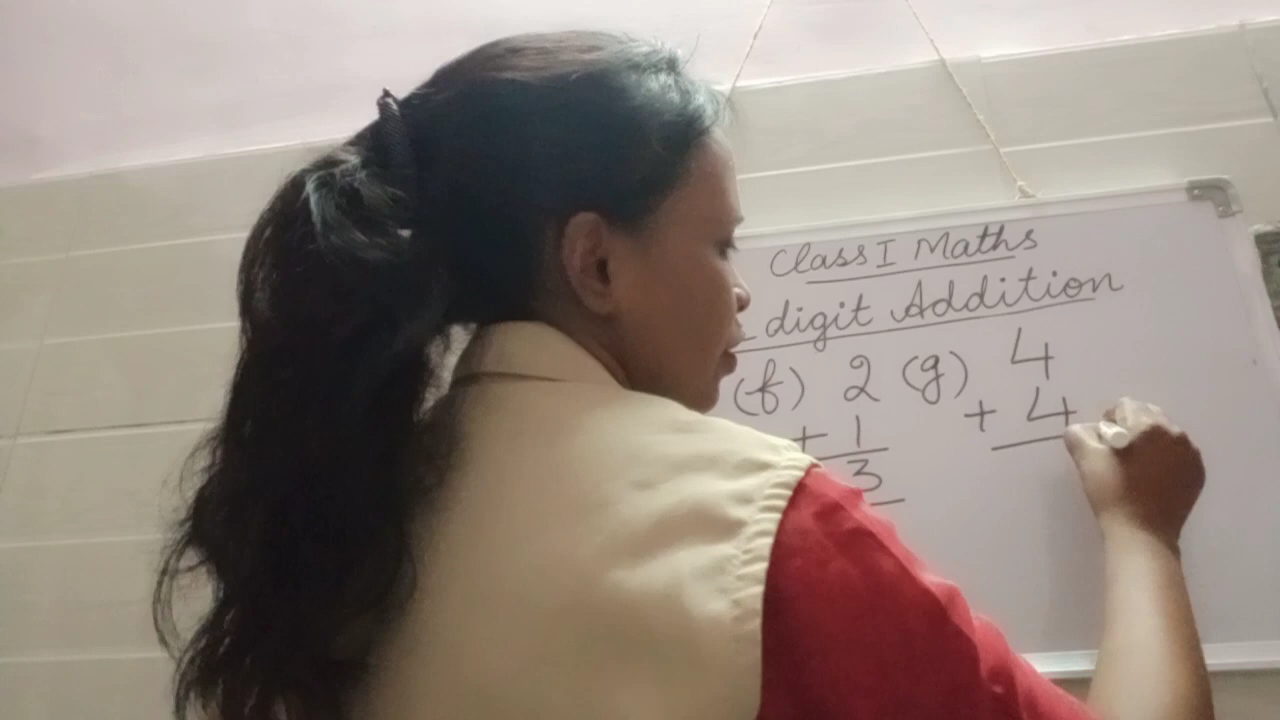 Class I Maths
digit Addition
(f) 2 (g) 4
+ 1 + 4
3